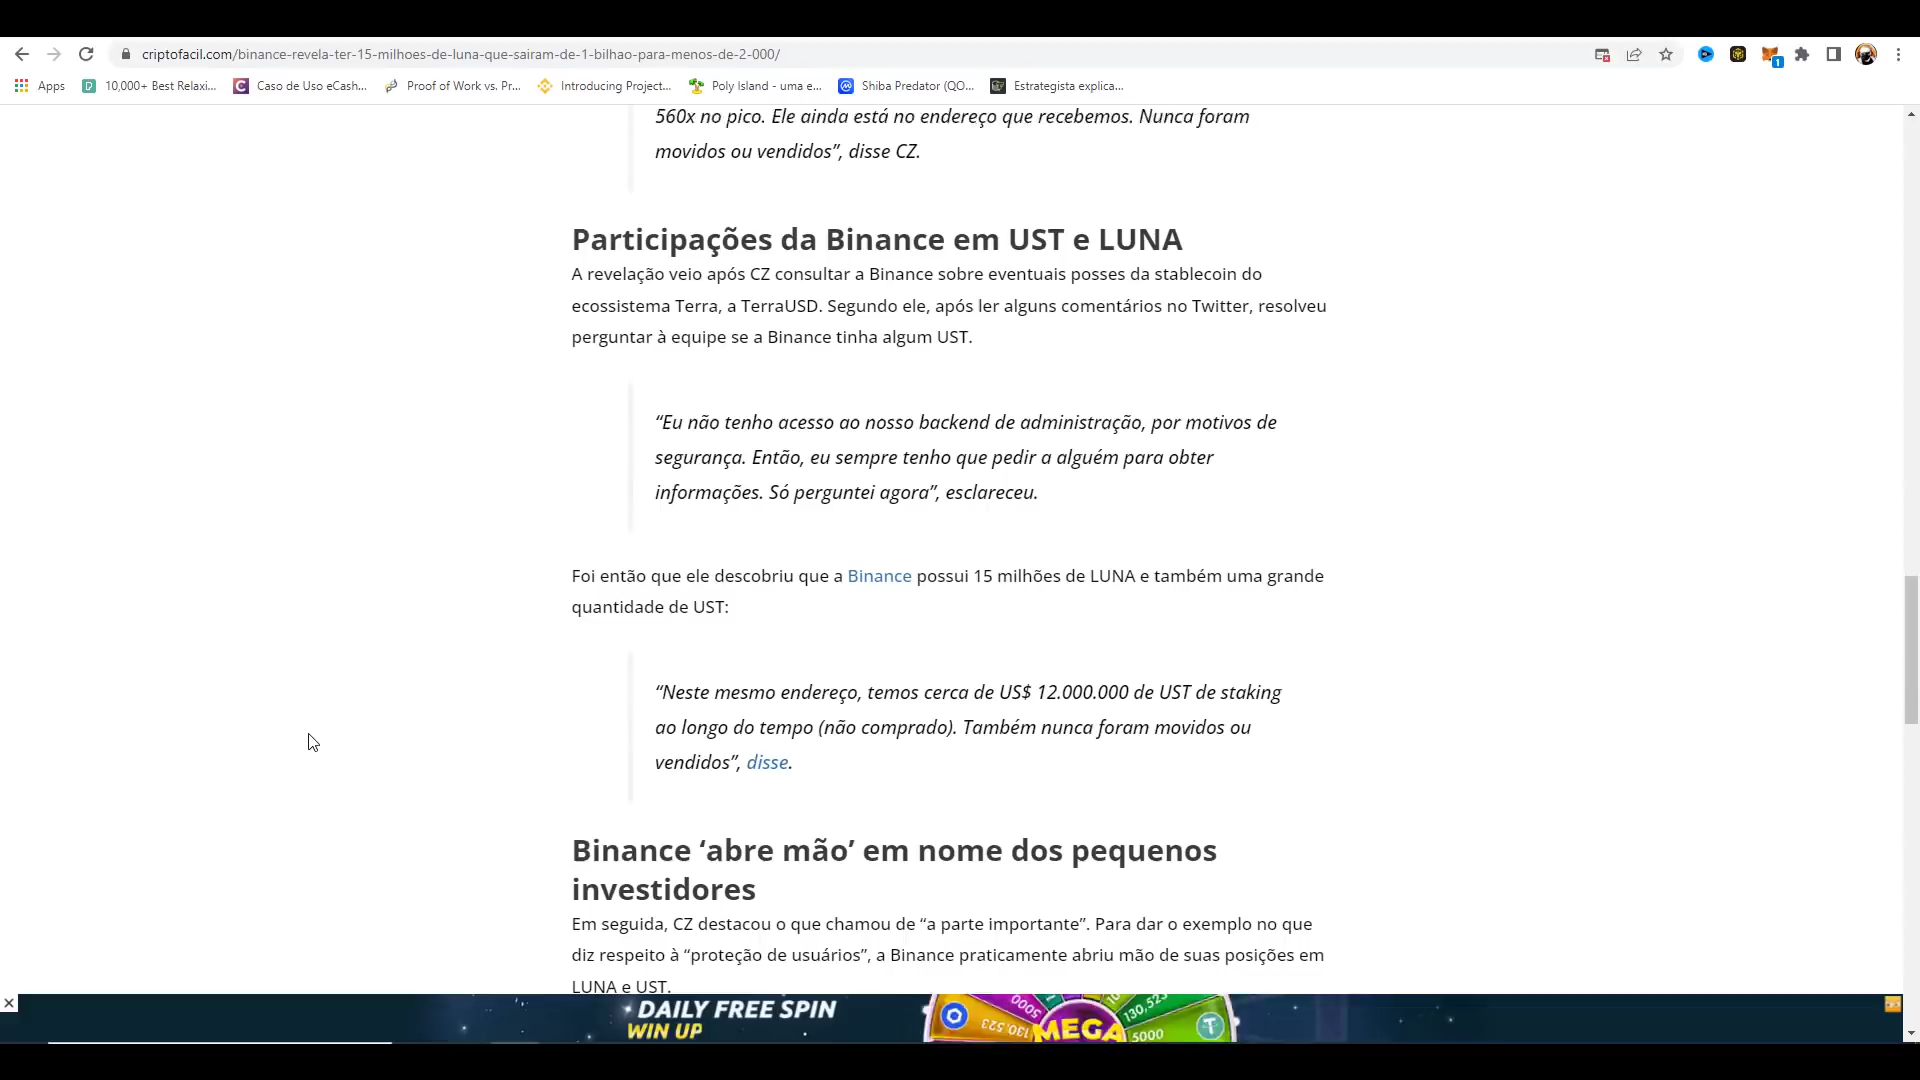 criptofacil.com/binance-revela-ter-15-milhoes-de-luna-que-sairam-de-1-bilhao-para-menos-de-2-000/
1
Apps
10,000+ Best Relaxi...
Caso de Uso eCash...
Proof of Work vs. Pr...
Introducing Project...
Poly Island - uma e...
Shiba Predator (QO...
Estrategista explica...
560x no pico. Ele ainda está no endereço que recebemos. Nunca foram
movidos ou vendidos”, disse CZ.
Participações da Binance em UST e LUNA
A revelação veio após CZ consultar a Binance sobre eventuais posses da stablecoin do
ecossistema Terra, a TerraUSD. Segundo ele, após ler alguns comentários no Twitter, resolveu
perguntar à equipe se a Binance tinha algum UST.
“Eu não tenho acesso ao nosso backend de administração, por motivos de
segurança. Então, eu sempre tenho que pedir a alguém para obter
informações. Só perguntei agora”, esclareceu.
Foi então que ele descobriu que a Binance possui 15 milhões de LUNA e também uma grande
quantidade de UST:
“Neste mesmo endereço, temos cerca de US$ 12.000.000 de UST de staking
ao longo do tempo (não comprado). Também nunca foram movidos ou
vendidos”, disse.
Binance ‘abre mão’ em nome dos pequenos
investidores
Em seguida, CZ destacou o que chamou de “a parte importante”. Para dar o exemplo no que
diz respeito à “proteção de usuários”, a Binance praticamente abriu mão de suas posições em
LUNA e UST.
DAILY FREE SPIN
WIN UP
5000
130,523
MEGA
5000